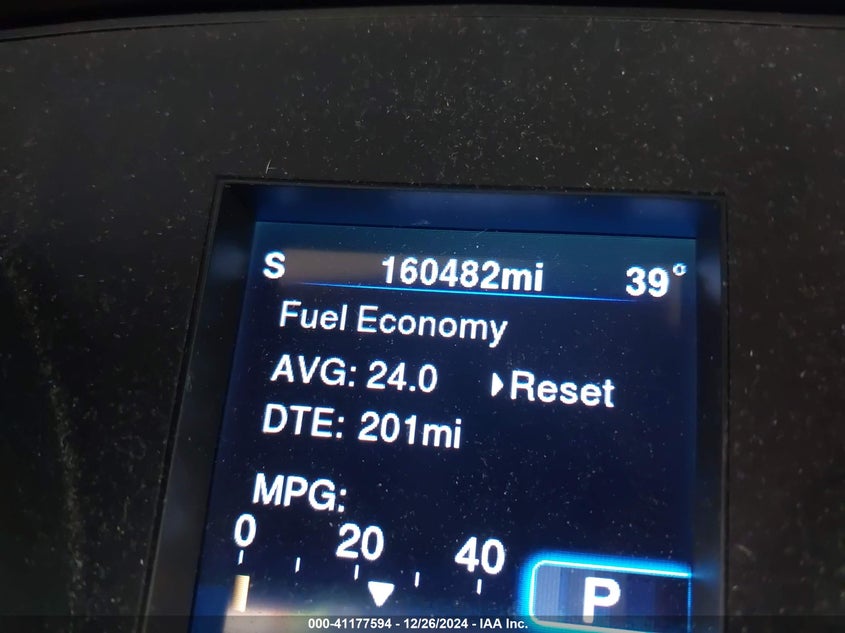 S 160482mi 39°
Fuel Economy
AVG: 24.0 Reset
DTE: 201mi
MPG:
0 20 40
P
000-41177594 - 12/26/2024 - IAA Inc.